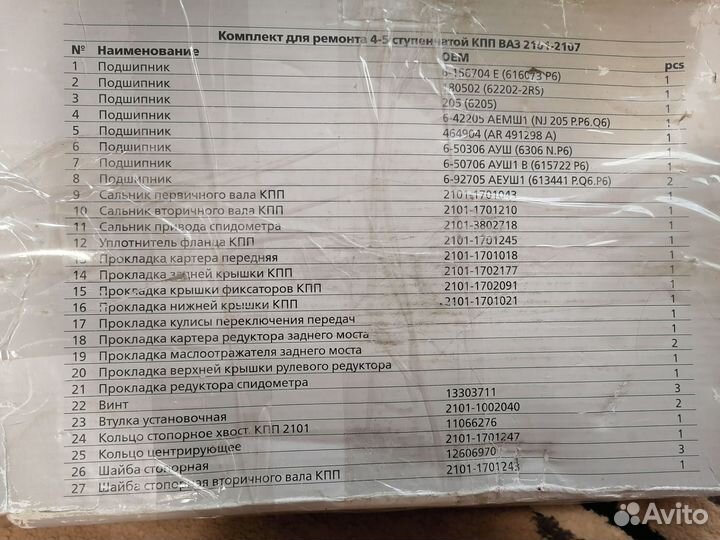 Комплект для ремонта 4-5 ступенчатой КПП ВАЗ 2101-2107
№ Наименование OEM pcs
1 Подшипник 6-156704 Е (616073 Р6) 1
2 Подшипник 180502 (62202-2RS) 1
3 Подшипник 205 (6205) 1
4 Подшипник 6-42205 АЕМШ1 (NJ 205 P.P6.Q6) 1
5 Подшипник 464904 (AR 491298 A) 1
6 Подшипник 6-50306 АУШ (6306 N.P6) 1
7 Подшипник 6-50706 АУШ1 В (615722 Р6) 1
8 Подшипник 6-92705 АЕУШ1 (613441 P.Q6.P6) 2
9 Сальник первичного вала КПП 2101-1701043 1
10 Сальник вторичного вала КПП 2101-1701210 1
11 Сальник привода спидометра 2101-3802718 1
12 Уплотнитель фланца КПП 2101-1701245 1
13 Прокладка картера передняя 2101-1701018 1
14 Прокладка задней крышки КПП 2101-1702177 1
15 Прокладка крышки фиксаторов КПП 2101-1702091 1
16 Прокладка нижней крышки КПП 2101-1701021 1
17 Прокладка кулисы переключения передач 1
18 Прокладка картера редуктора заднего моста 1
19 Прокладка маслоотражателя заднего моста 2
20 Прокладка верхней крышки рулевого редуктора 1
21 Прокладка редуктора спидометра 1
22 Винт 13303711 3
23 Втулка установочная 2101-1002040 2
24 Кольцо стопорное хвост. КПП 2101 11066276 1
25 Кольцо центрирующее 2101-1701247 1
26 Шайба стопорная 12606970 3
27 Шайба стопорная вторичного вала КПП 2101-1701243 1
Avito